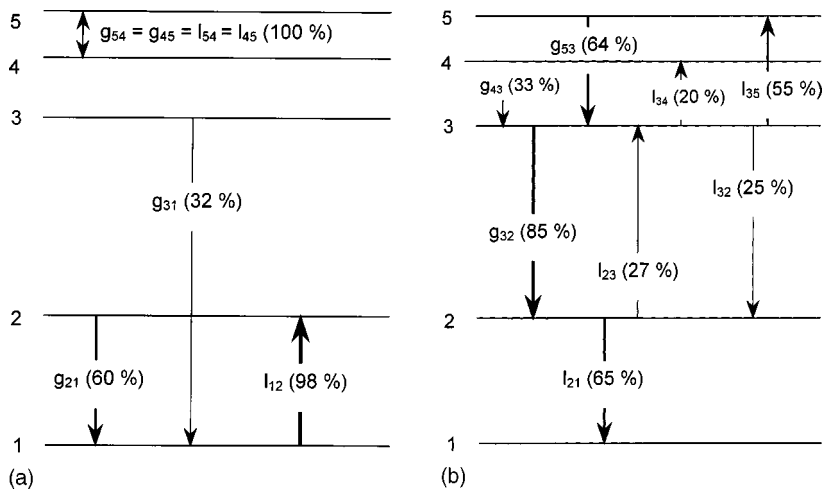 5
g₅₄ = g₄₅ = l₅₄ = l₄₅ (100 %)
4
3
g₃₁ (32 %)
2
g₂₁ (60 %)
l₁₂ (98 %)
1
(a)
5
g₅₃ (64 %)
4
g₄₃ (33 %)
l₃₄ (20 %)
l₃₅ (55 %)
3
l₃₂ (25 %)
g₃₂ (85 %)
l₂₃ (27 %)
2
l₂₁ (65 %)
1
(b)